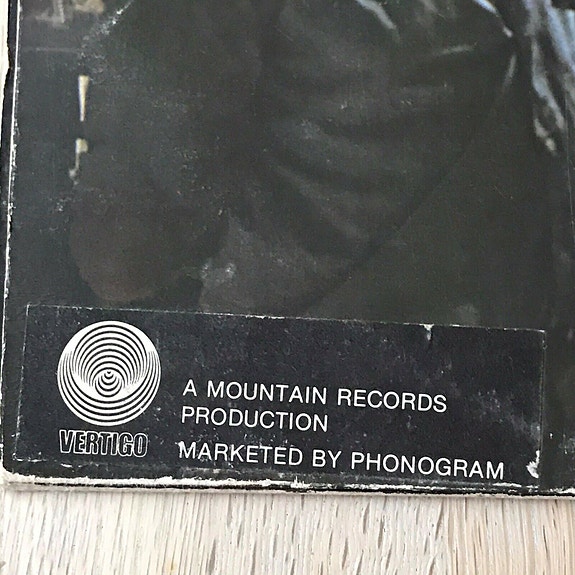 VERTIGO
A MOUNTAIN RECORDS
PRODUCTION
MARKETED BY PHONOGRAM